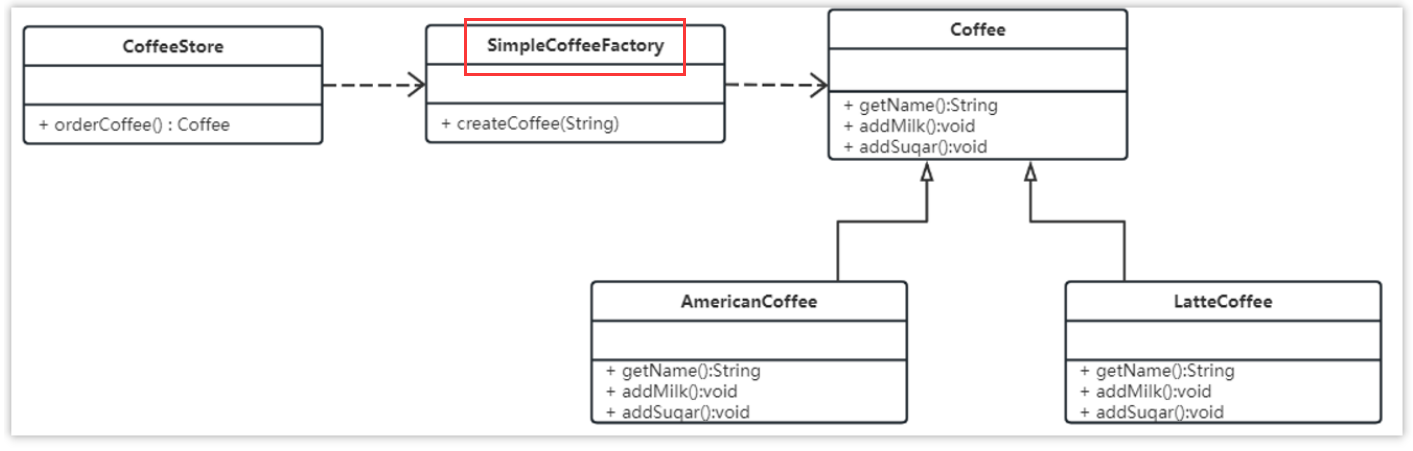 CoffeeStore
+ orderCoffee() : Coffee
SimpleCoffeeFactory
+ createCoffee(String)
Coffee
+ getName():String
+ addMilk():void
+ addSuqar():void
AmericanCoffee
+ getName():String
+ addMilk():void
+ addSuqar():void
LatteCoffee
+ getName():String
+ addMilk():void
+ addSuqar():void